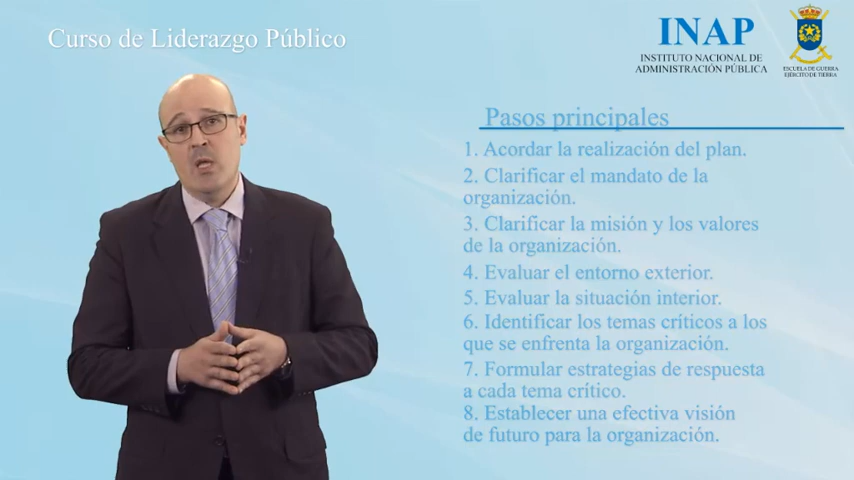 Curso de Liderazgo Público
INAP
INSTITUTO NACIONAL DE
ADMINISTRACIÓN PÚBLICA
ESCUELA DE GUERRA
EJÉRCITO DE TIERRA
Pasos principales
1. Acordar la realización del plan.
2. Clarificar el mandato de la
organización.
3. Clarificar la misión y los valores
de la organización.
4. Evaluar el entorno exterior.
5. Evaluar la situación interior.
6. Identificar los temas críticos a los
que se enfrenta la organización.
7. Formular estrategias de respuesta
a cada tema crítico.
8. Establecer una efectiva visión
de futuro para la organización.